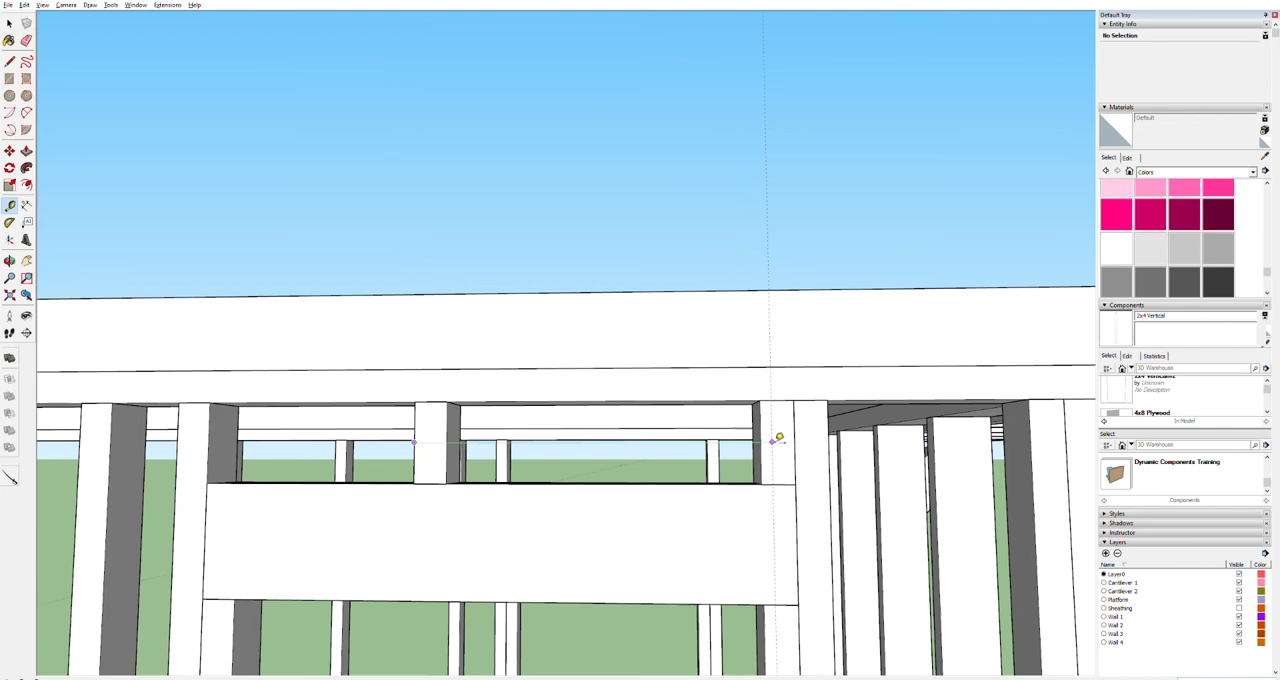 File Edit View Camera Draw Tools Window Extensions Help
Default Tray
Entity Info
No Selection
Materials
Default
Select Edit
Colors
Components
2x4 Vertical
Select Edit Statistics
3D Warehouse
by Unknown
No Description
4x8 Plywood
In Model
Select
3D Warehouse
Dynamic Components Training
Components
Styles
Shadows
Instructor
Layers
Name Visible Color
Layer0
Cantilever 1
Cantilever 2
Platform
Sheathing
Wall 1
Wall 2
Wall 3
Wall 4